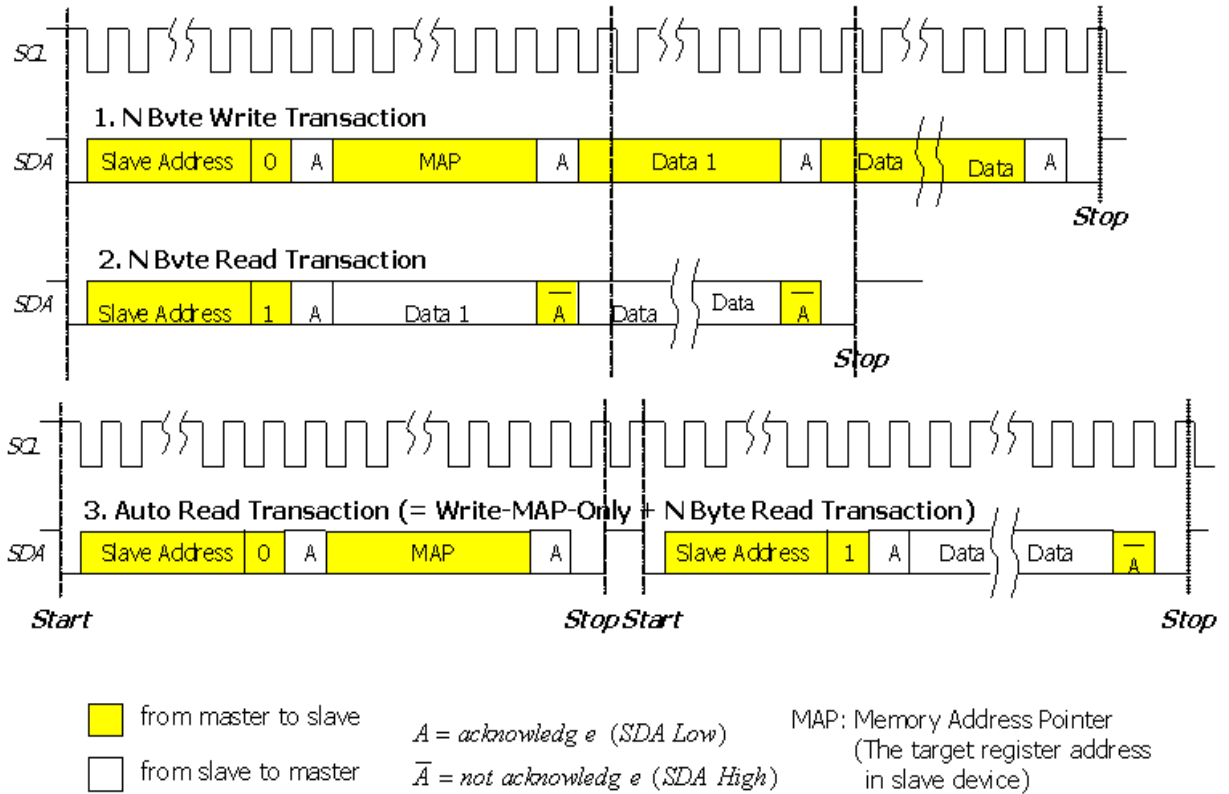 SCL
1. N Bvte Write Transaction
SDA Slave Address 0 A MAP A Data 1 A Data Data A
Stop
2. N Bvte Read Transaction
SDA Slave Address 1 A Data 1 A̅ Data Data A̅
Stop
SCL
3. Auto Read Transaction (= Write-MAP-Only + N Byte Read Transaction)
SDA Slave Address 0 A MAP A Slave Address 1 A Data Data A̅
Start Stop Start Stop
from master to slave
from slave to master
A = acknowledg e (SDA Low)
A̅ = not acknowledg e (SDA High)
MAP: Memory Address Pointer
(The target register address
in slave device)